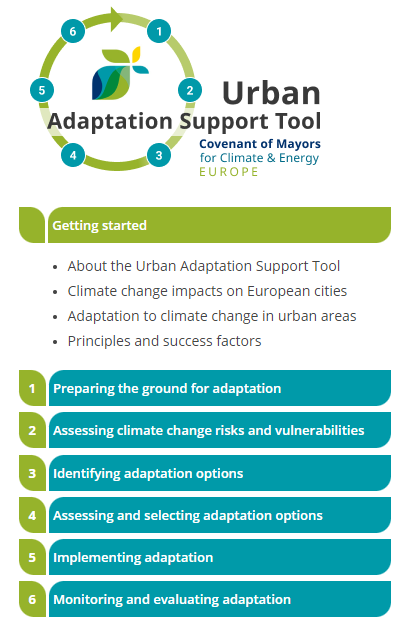 6
1
5
2
4
3
Urban
Adaptation Support Tool
Covenant of Mayors
for Climate & Energy
EUROPE
Getting started
• About the Urban Adaptation Support Tool
• Climate change impacts on European cities
• Adaptation to climate change in urban areas
• Principles and success factors
1 Preparing the ground for adaptation
2 Assessing climate change risks and vulnerabilities
3 Identifying adaptation options
4 Assessing and selecting adaptation options
5 Implementing adaptation
6 Monitoring and evaluating adaptation